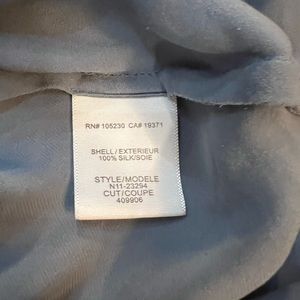 RN# 105230 CA# 19371
SHELL / EXTERIEUR
100% SILK/SOIE
STYLE/MODELE
N11-23294
CUT/COUPE
409906